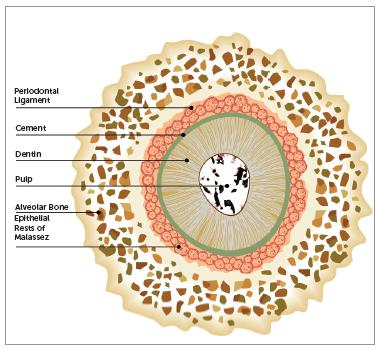 Periodontal
Ligament
Cement
Dentin
Pulp
Alveolar Bone
Epithelial
Rests of
Malassez